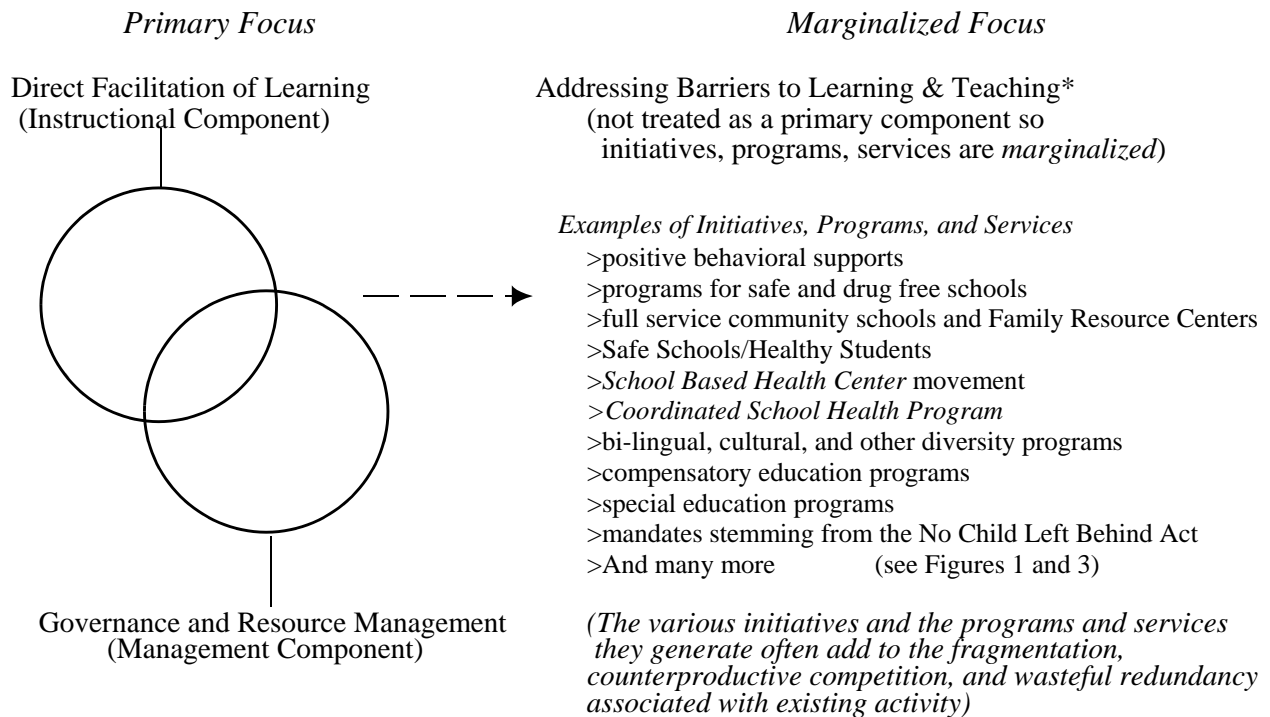 Primary Focus
Marginalized Focus
Direct Facilitation of Learning
(Instructional Component)
Addressing Barriers to Learning & Teaching*
(not treated as a primary component so
initiatives, programs, services are marginalized)
Examples of Initiatives, Programs, and Services
>positive behavioral supports
>programs for safe and drug free schools
>full service community schools and Family Resource Centers
>Safe Schools/Healthy Students
>School Based Health Center movement
>Coordinated School Health Program
>bi-lingual, cultural, and other diversity programs
>compensatory education programs
>special education programs
>mandates stemming from the No Child Left Behind Act
>And many more (see Figures 1 and 3)
Governance and Resource Management
(Management Component)
(The various initiatives and the programs and services
they generate often add to the fragmentation,
counterproductive competition, and wasteful redundancy
associated with existing activity)